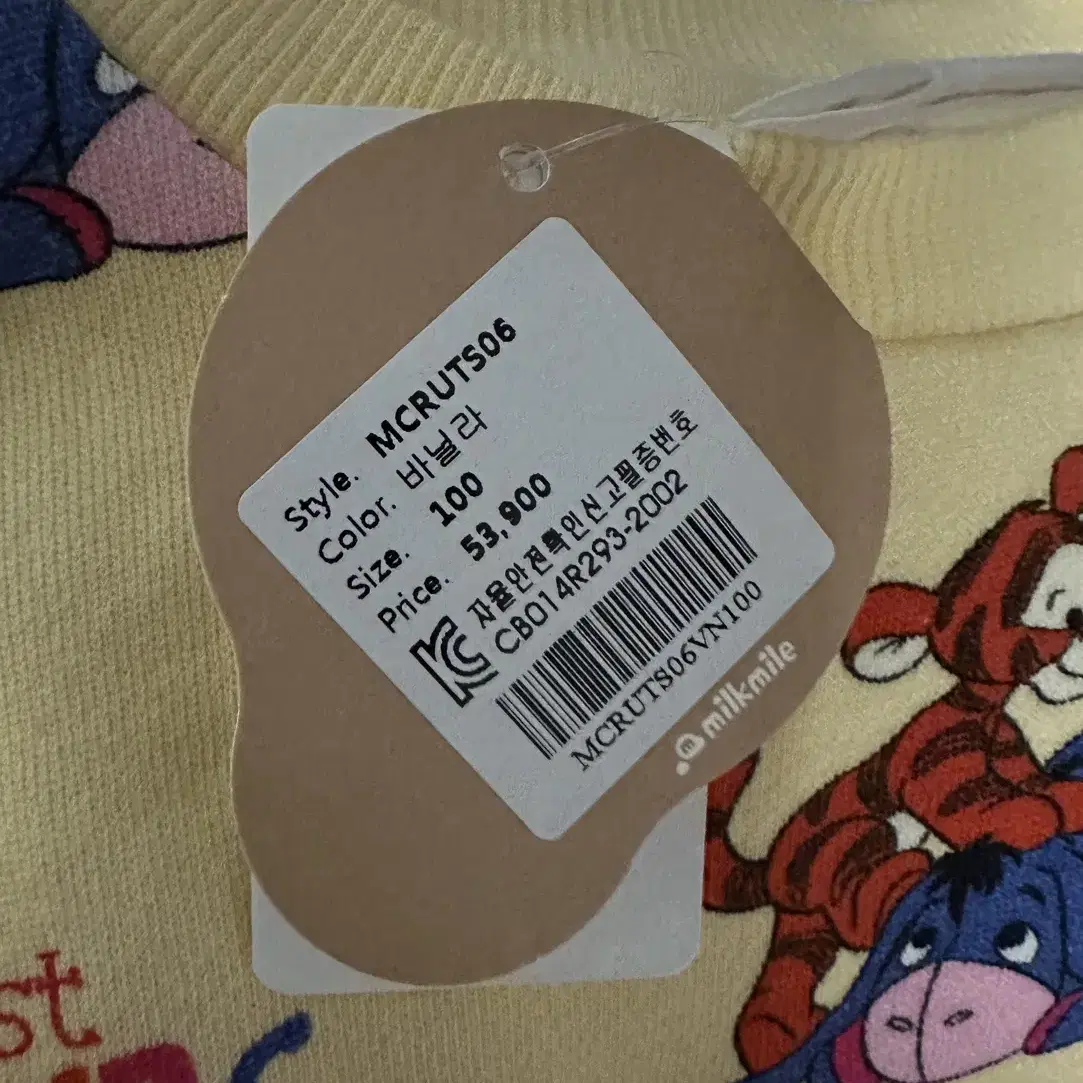 Style. MCRUTS06
Color. 바닐라
Size. 100
Price. 53,900
자율안전확인신고필증번호
CB014R293-2002
MCRUTS06VN100
milkmile
st